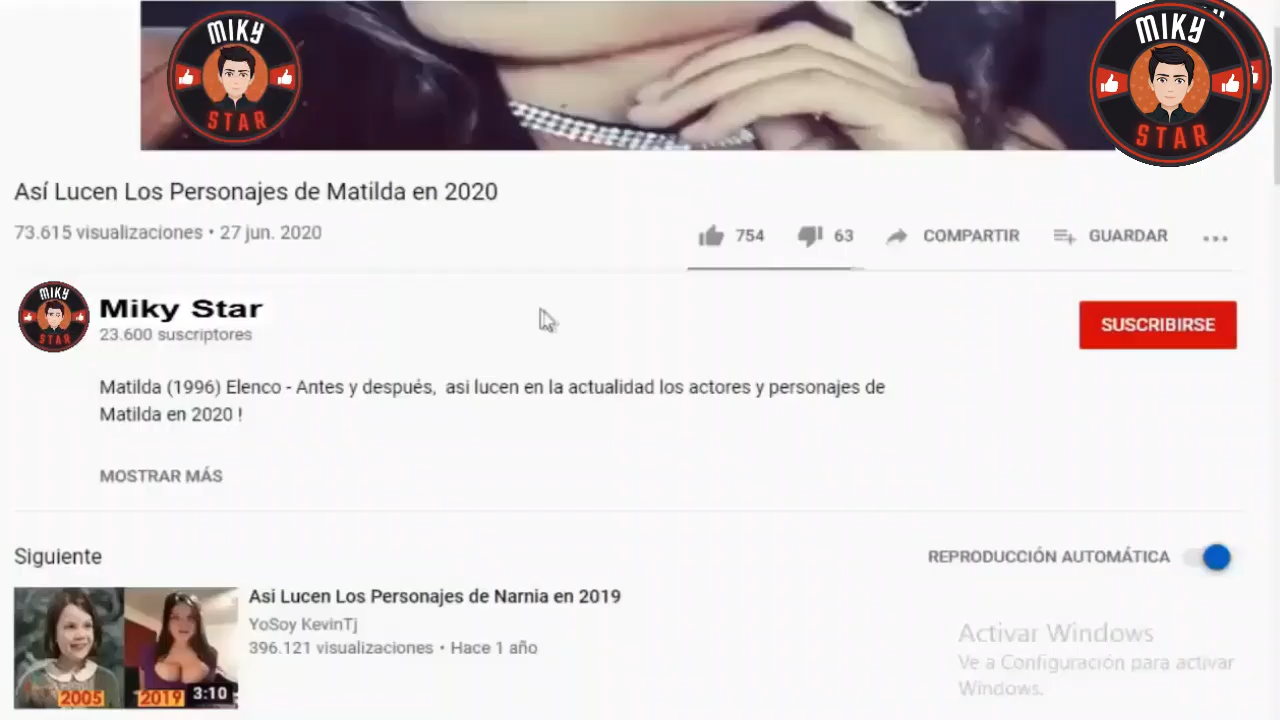 MIKY
STAR
MIKY
STAR
Así Lucen Los Personajes de Matilda en 2020
73.615 visualizaciones • 27 jun. 2020
754
63
COMPARTIR
GUARDAR
MIKY
STAR
Miky Star
23.600 suscriptores
SUSCRIBIRSE
Matilda (1996) Elenco - Antes y después, asi lucen en la actualidad los actores y personajes de
Matilda en 2020 !
MOSTRAR MÁS
Siguiente
REPRODUCCIÓN AUTOMÁTICA
2005
2019
3:10
Asi Lucen Los Personajes de Narnia en 2019
YoSoy KevinTj
396.121 visualizaciones • Hace 1 año
Activar Windows
Ve a Configuración para activar
Windows.